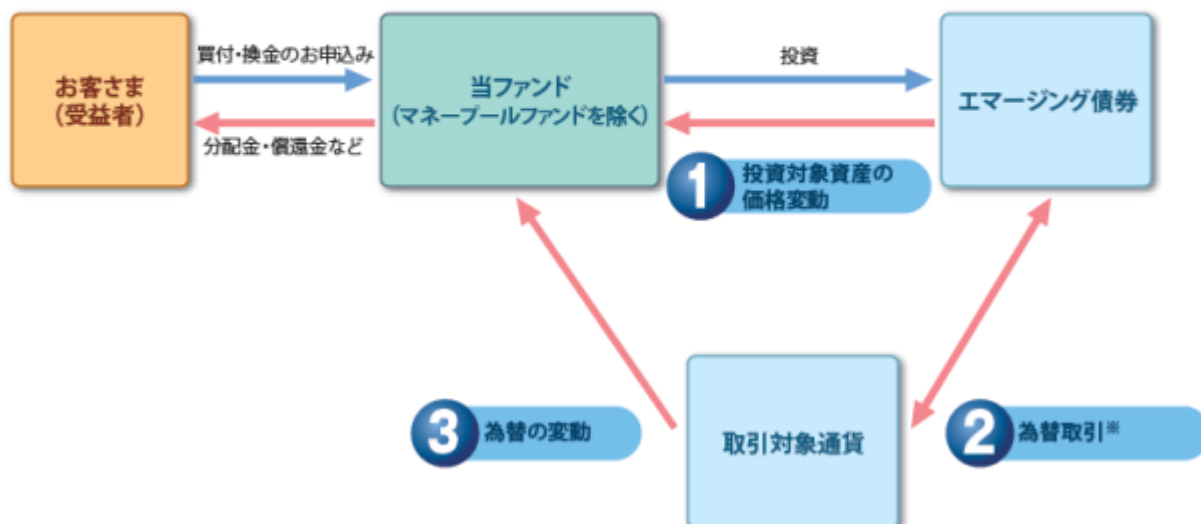 お客さま
(受益者)
買付・換金のお申込み
分配金・償還金など
当ファンド
(マネープールファンドを除く)
投資
エマージング債券
1 投資対象資産の
価格変動
3 為替の変動
取引対象通貨
2 為替取引※